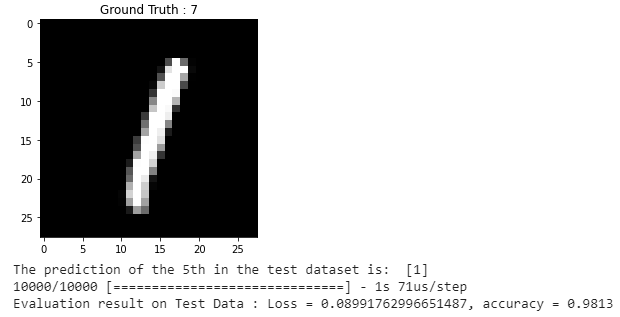 Ground Truth : 7
0
5
10
15
20
25
0 5 10 15 20 25
The prediction of the 5th in the test dataset is:  [1]
10000/10000 [==============================] - 1s 71us/step
Evaluation result on Test Data : Loss = 0.08991762996651487, accuracy = 0.9813